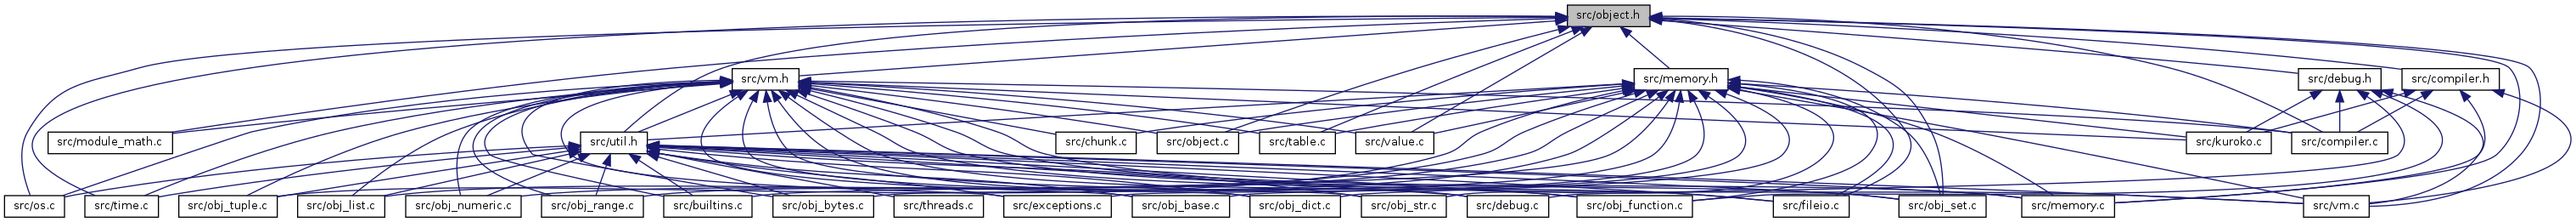 src/object.h
src/vm.h
src/memory.h
src/debug.h
src/compiler.h
src/module_math.c
src/util.h
src/chunk.c
src/object.c
src/table.c
src/value.c
src/kuroko.c
src/compiler.c
src/os.c
src/time.c
src/obj_tuple.c
src/obj_list.c
src/obj_numeric.c
src/obj_range.c
src/builtins.c
src/obj_bytes.c
src/threads.c
src/exceptions.c
src/obj_base.c
src/obj_dict.c
src/obj_str.c
src/debug.c
src/obj_function.c
src/fileio.c
src/obj_set.c
src/memory.c
src/vm.c